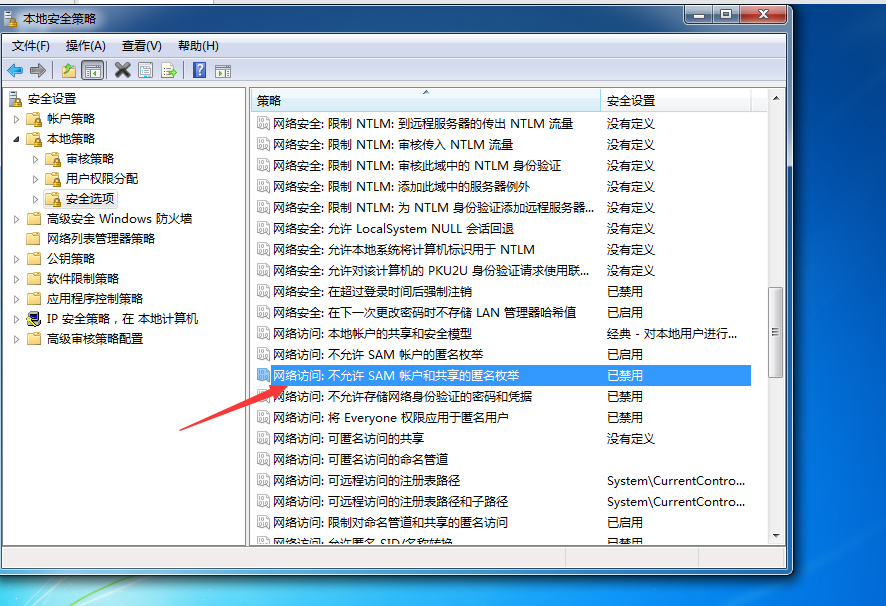 本地安全策略
文件(F) 操作(A) 查看(V) 帮助(H)
安全设置
帐户策略
本地策略
审核策略
用户权限分配
安全选项
高级安全 Windows 防火墙
网络列表管理器策略
公钥策略
软件限制策略
应用程序控制策略
IP 安全策略，在 本地计算机
高级审核策略配置
策略 安全设置
网络安全: 限制 NTLM: 到远程服务器的传出 NTLM 流量 没有定义
网络安全: 限制 NTLM: 审核传入 NTLM 流量 没有定义
网络安全: 限制 NTLM: 审核此域中的 NTLM 身份验证 没有定义
网络安全: 限制 NTLM: 添加此域中的服务器例外 没有定义
网络安全: 限制 NTLM: 为 NTLM 身份验证添加远程服务器... 没有定义
网络安全: 允许 LocalSystem NULL 会话回退 没有定义
网络安全: 允许本地系统将计算机标识用于 NTLM 没有定义
网络安全: 允许对该计算机的 PKU2U 身份验证请求使用联... 没有定义
网络安全: 在超过登录时间后强制注销 已禁用
网络安全: 在下一次更改密码时不存储 LAN 管理器哈希值 已启用
网络访问: 本地帐户的共享和安全模型 经典 - 对本地用户进行...
网络访问: 不允许 SAM 帐户的匿名枚举 已启用
网络访问: 不允许 SAM 帐户和共享的匿名枚举 已禁用
网络访问: 不允许存储网络身份验证的密码和凭据 已禁用
网络访问: 将 Everyone 权限应用于匿名用户 已禁用
网络访问: 可匿名访问的共享 没有定义
网络访问: 可匿名访问的命名管道
网络访问: 可远程访问的注册表路径 System\CurrentContro...
网络访问: 可远程访问的注册表路径和子路径 System\CurrentContro...
网络访问: 限制对命名管道和共享的匿名访问 已启用
网络访问: 允许匿名 SID/名称转换 已禁用